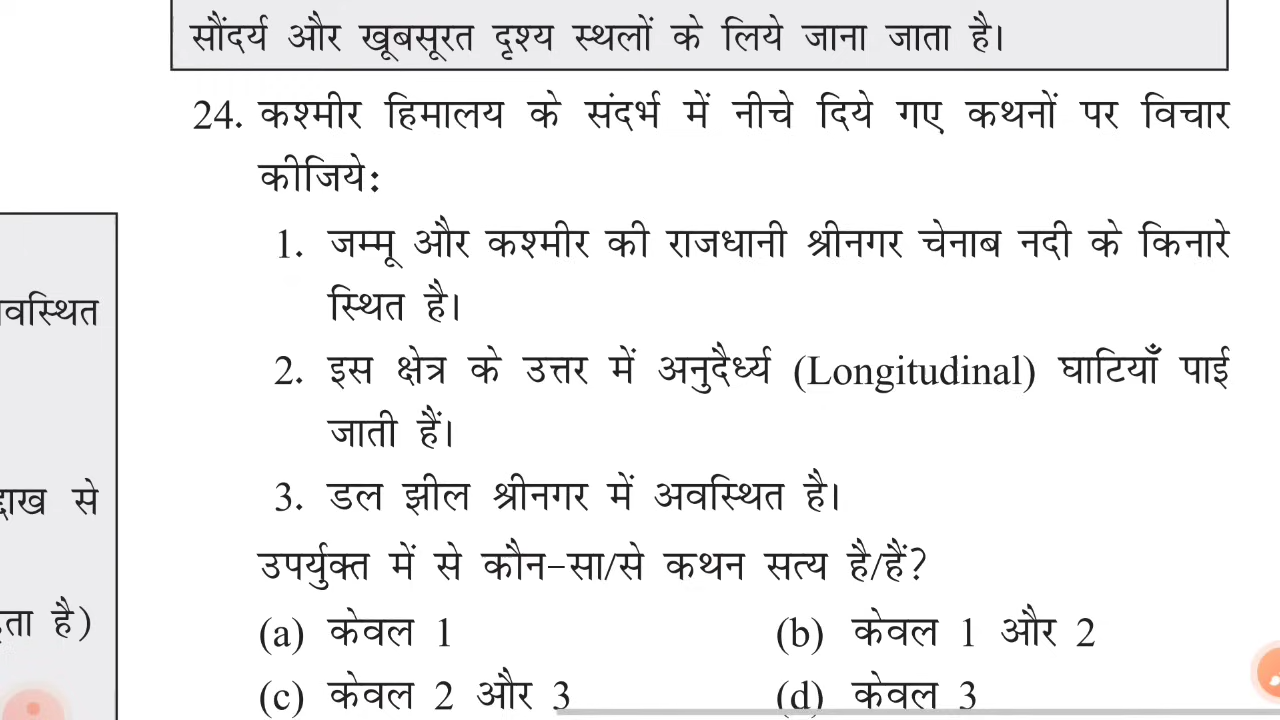 सौंदर्य और खूबसूरत दृश्य स्थलों के लिये जाना जाता है।
24. कश्मीर हिमालय के संदर्भ में नीचे दिये गए कथनों पर विचार
कीजिये:
1. जम्मू और कश्मीर की राजधानी श्रीनगर चेनाब नदी के किनारे
स्थित है।
2. इस क्षेत्र के उत्तर में अनुदैर्ध्य (Longitudinal) घाटियाँ पाई
जाती हैं।
3. डल झील श्रीनगर में अवस्थित है।
उपर्युक्त में से कौन-सा/से कथन सत्य है/हैं?
(a) केवल 1 (b) केवल 1 और 2
(c) केवल 2 और 3 (d) केवल 3
वस्थित
से
है)